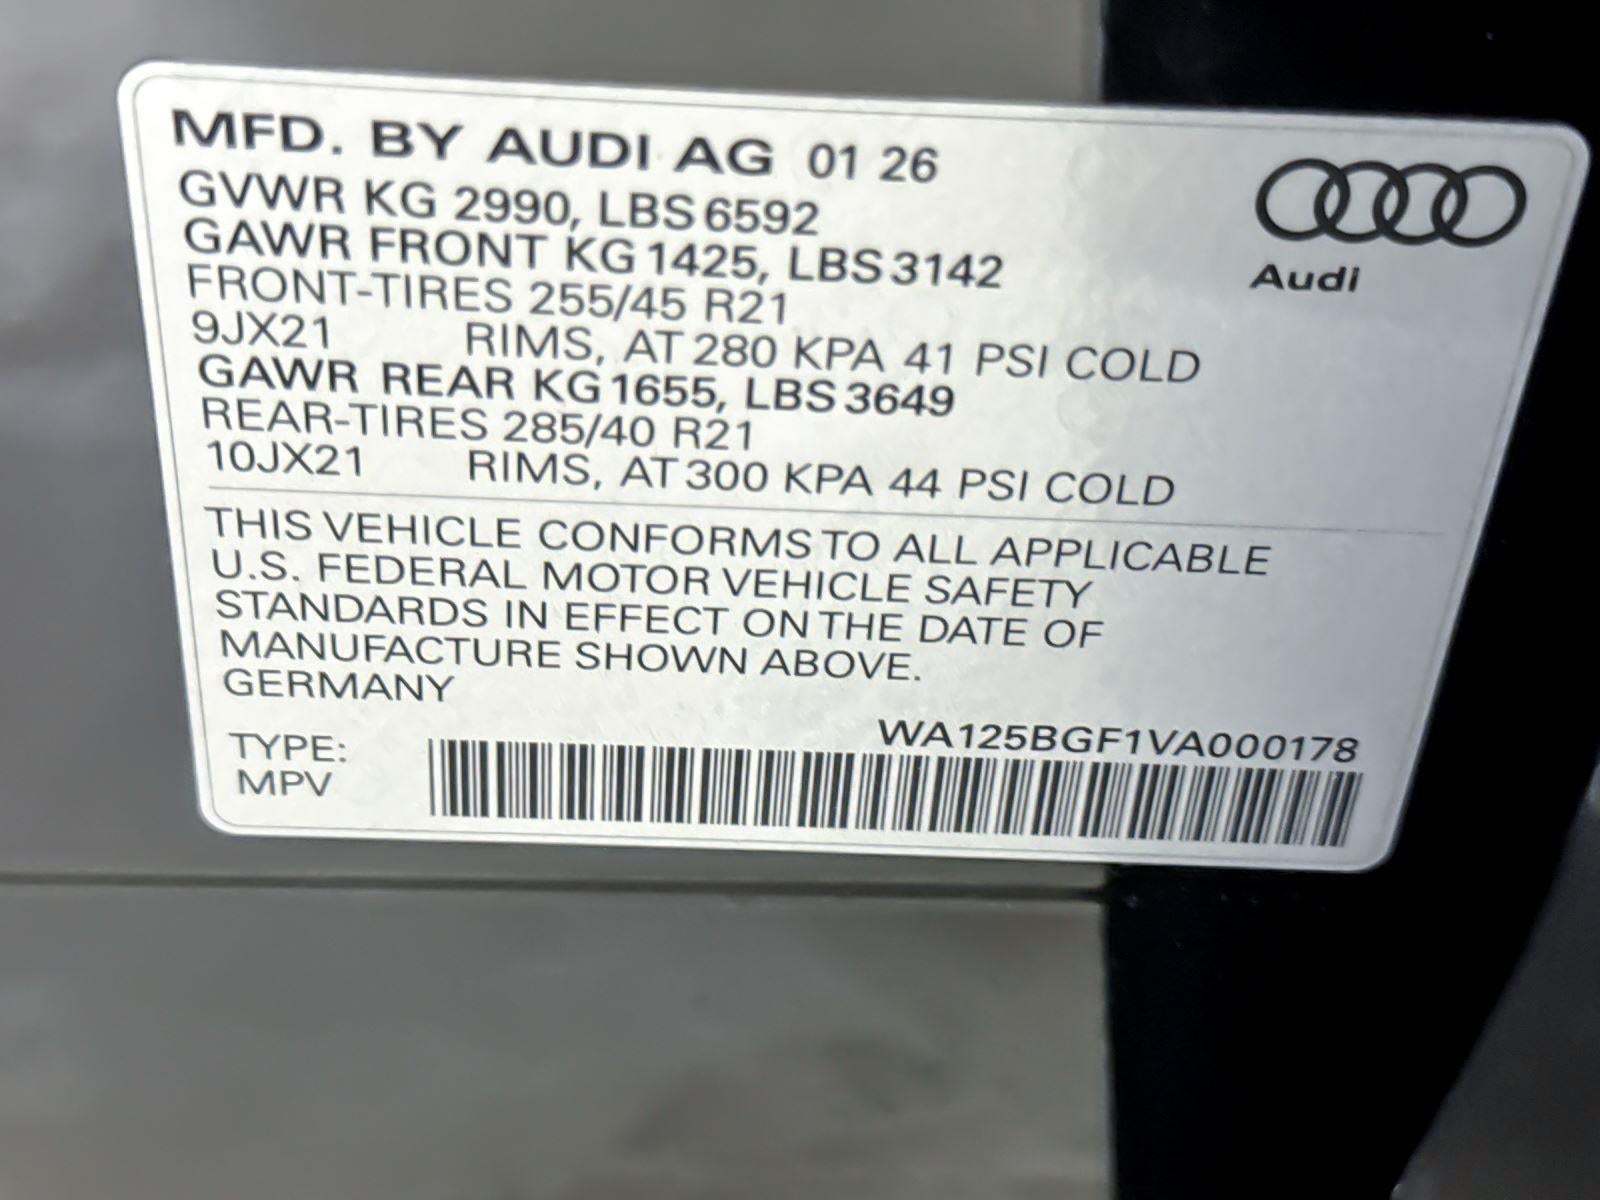 MFD. BY AUDI AG 01 26
GVWR KG 2990, LBS 6592
GAWR FRONT KG 1425, LBS 3142
FRONT-TIRES 255/45 R21
9JX21 RIMS, AT 280 KPA 41 PSI COLD
GAWR REAR KG 1655, LBS 3649
REAR-TIRES 285/40 R21
10JX21 RIMS, AT 300 KPA 44 PSI COLD
Audi
THIS VEHICLE CONFORMS TO ALL APPLICABLE
U.S. FEDERAL MOTOR VEHICLE SAFETY
STANDARDS IN EFFECT ON THE DATE OF
MANUFACTURE SHOWN ABOVE.
GERMANY
WA125BGF1VA000178
TYPE:
MPV